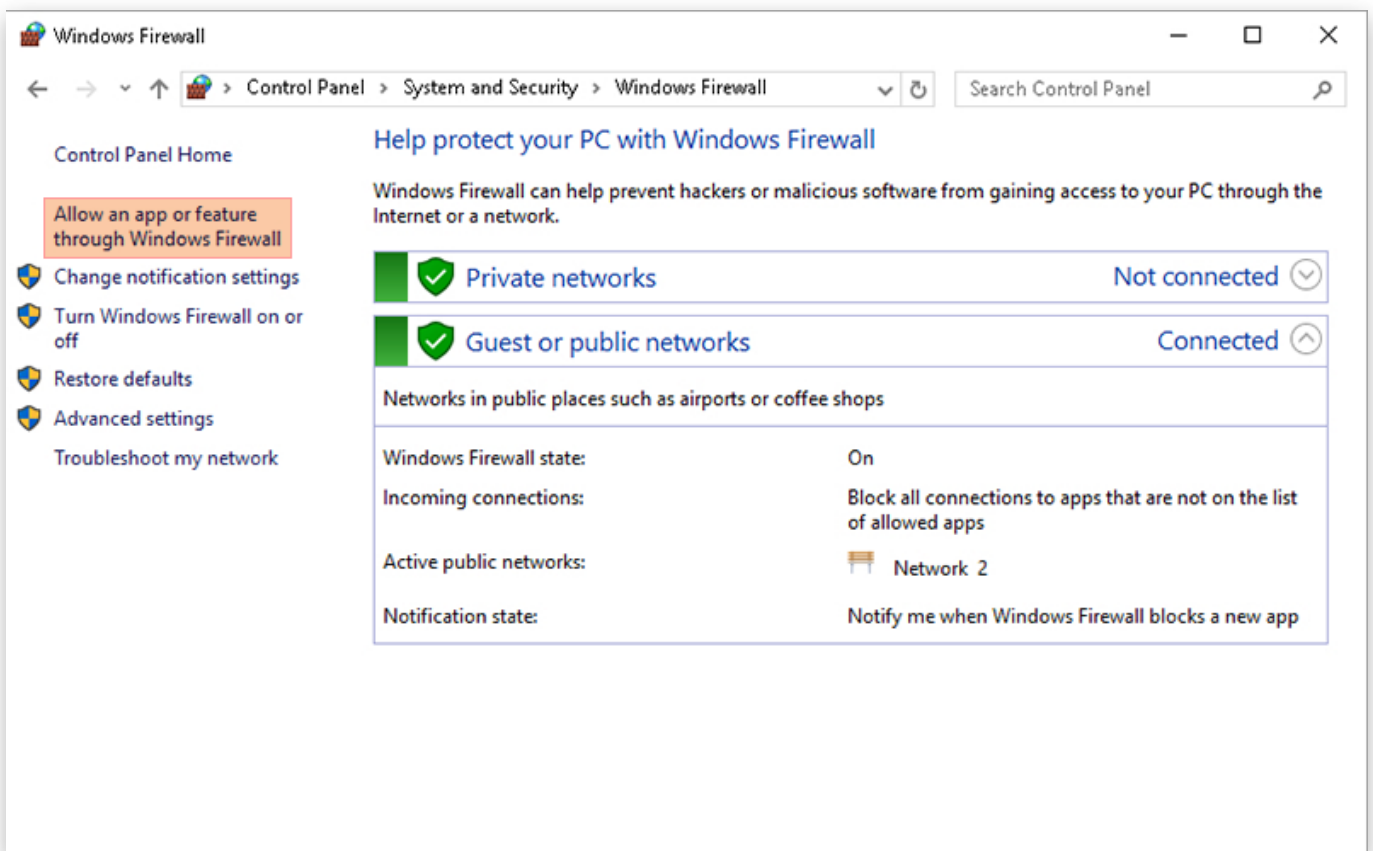 Windows Firewall
Control Panel > System and Security > Windows Firewall
Search Control Panel
Control Panel Home
Allow an app or feature
through Windows Firewall
Change notification settings
Turn Windows Firewall on or
off
Restore defaults
Advanced settings
Troubleshoot my network
Help protect your PC with Windows Firewall
Windows Firewall can help prevent hackers or malicious software from gaining access to your PC through the
Internet or a network.
Private networks
Not connected
Guest or public networks
Connected
Networks in public places such as airports or coffee shops
Windows Firewall state:
On
Incoming connections:
Block all connections to apps that are not on the list
of allowed apps
Active public networks:
Network 2
Notification state:
Notify me when Windows Firewall blocks a new app